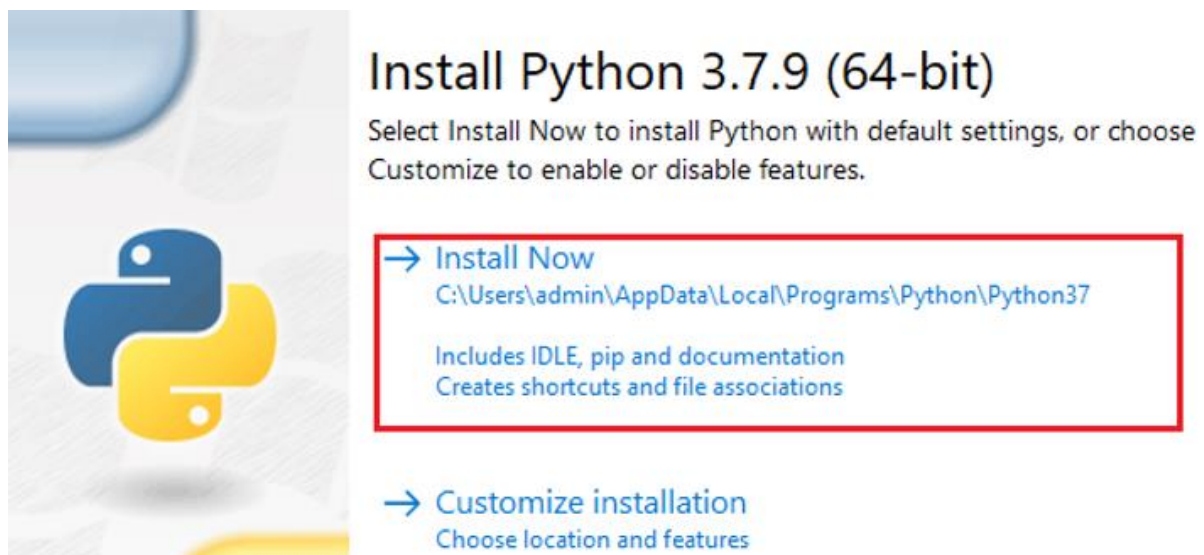 Install Python 3.7.9 (64-bit)
Select Install Now to install Python with default settings, or choose
Customize to enable or disable features.
Install Now
C:\Users\admin\AppData\Local\Programs\Python\Python37
Includes IDLE, pip and documentation
Creates shortcuts and file associations
Customize installation
Choose location and features